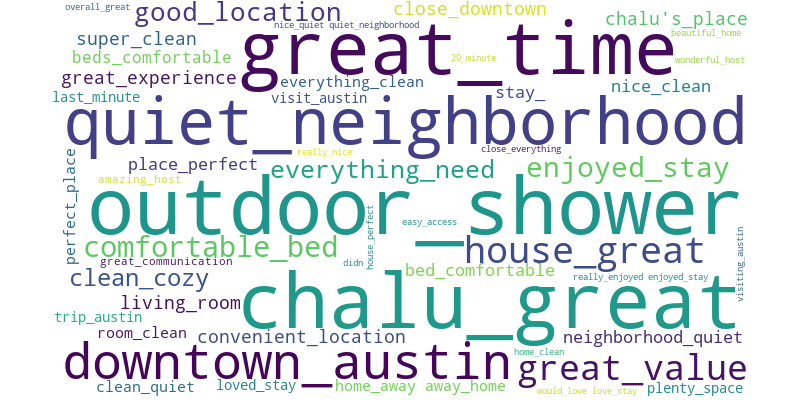 overall_great
good_location
close_downtown
chalu's_place
nice_quiet quiet_neighborhood
super_clean
great_time
beautiful_home
beds_comfortable
20_minute
wonderful_host
great_experience
everything_clean
nice_clean
last_minute
visit_austin
stay_
quiet_neighborhood
close_everything
really_nice
place_perfect
everything_need
enjoyed_stay
perfect_place
amazing_host
outdoor_shower
easy_access
house_perfect
comfortable_bed
house_great
great_communication
didn
bed_comfortable
visiting_austin
clean_cozy
really_enjoyed enjoyed_stay
chalu_great
living_room
trip_austin
room_clean
convenient_location
neighborhood_quiet
downtown_austin
home_clean
great_value
clean_quiet
loved_stay
home_away away_home
would_love love_stay
plenty_space